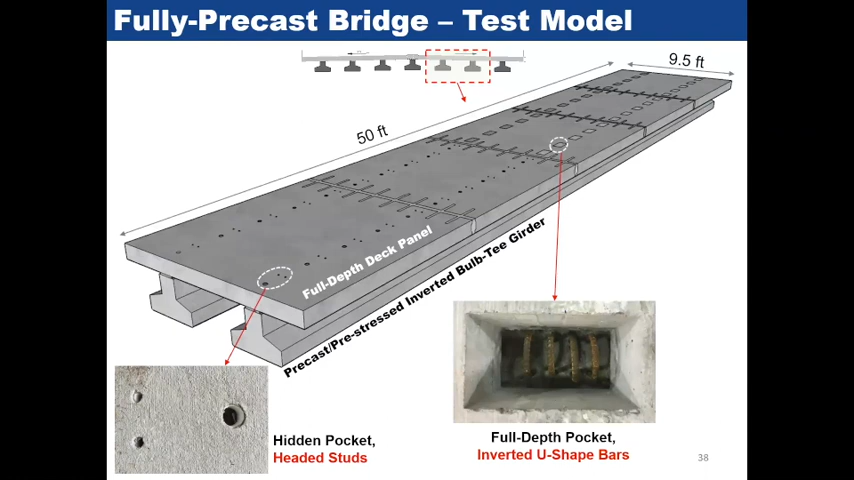 Fully-Precast Bridge – Test Model
9.5 ft
50 ft
Full-Depth Deck Panel
Precast/Pre-stressed Inverted Bulb-Tee Girder
Hidden Pocket,
Headed Studs
Full-Depth Pocket,
Inverted U-Shape Bars
38